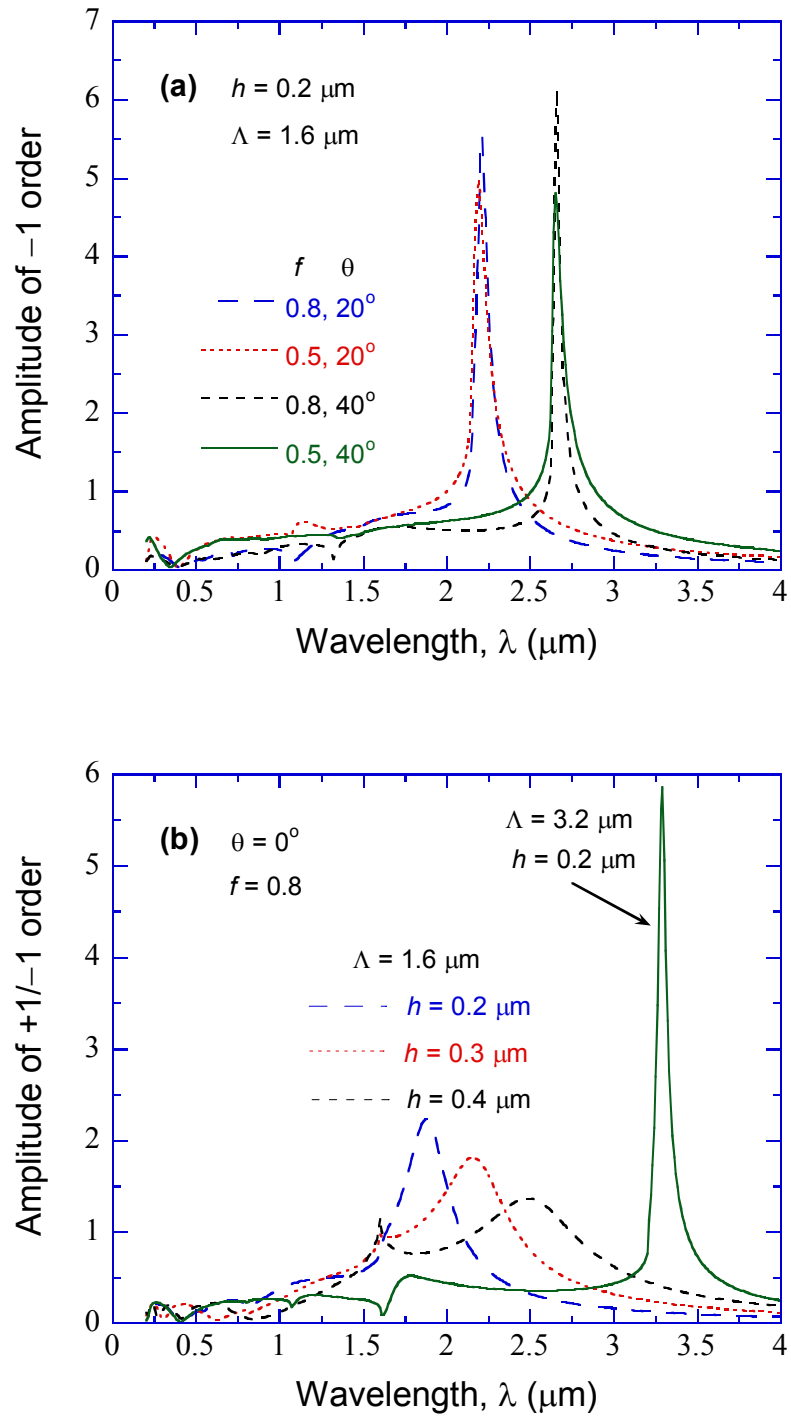 7
6
5
4
3
2
1
0
Amplitude of −1 order
(a)
h = 0.2 μm
Λ = 1.6 μm
f θ
0.8, 20°
0.5, 20°
0.8, 40°
0.5, 40°
0 0.5 1 1.5 2 2.5 3 3.5 4
Wavelength, λ (μm)
6
5
4
3
2
1
0
Amplitude of +1/−1 order
(b)
θ = 0°
f = 0.8
Λ = 3.2 μm
h = 0.2 μm
Λ = 1.6 μm
h = 0.2 μm
h = 0.3 μm
h = 0.4 μm
0 0.5 1 1.5 2 2.5 3 3.5 4
Wavelength, λ (μm)